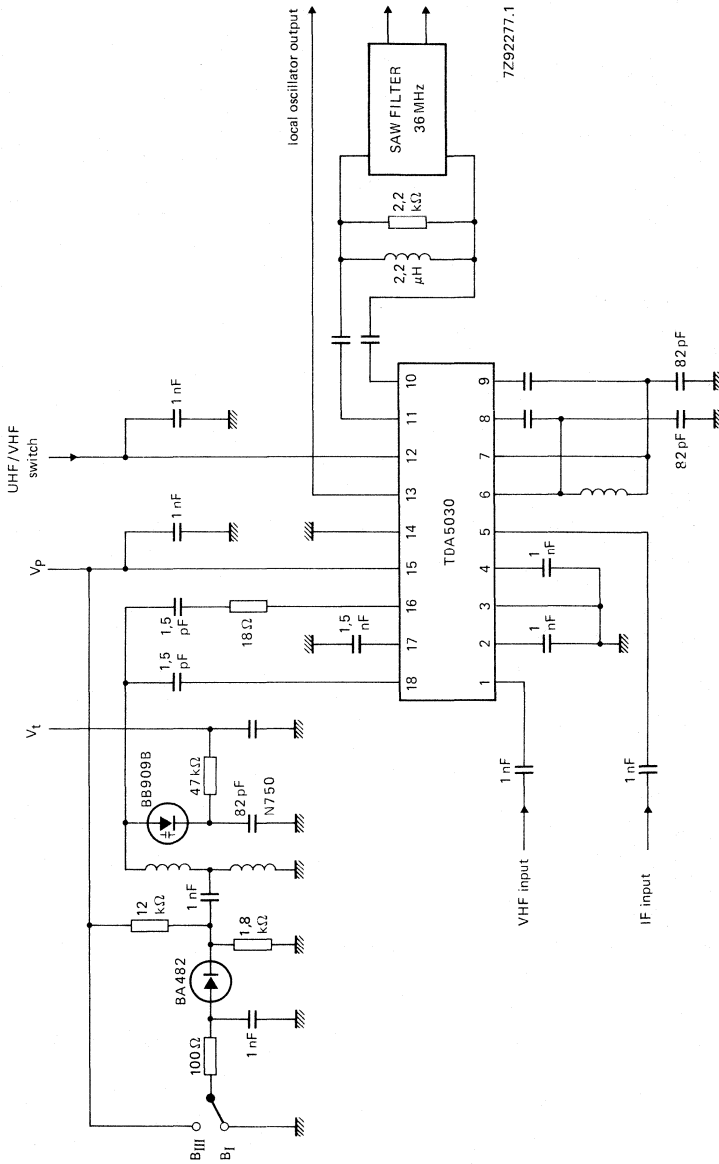 UHF/VHF
switch
V_P
V_t
local oscillator output
1 nF
1 nF
1,5
pF
18 Ω
1,5
pF
1,5
nF
BB909B
47 kΩ
82 pF
N750
12
kΩ
1 nF
1,8
kΩ
BA482
100 Ω
1 nF
B_III
B_I
SAW FILTER
36 MHz
2,2
kΩ
2,2
μH
18
17
16
15
14
13
12
11
10
TDA5030
1
2
3
4
5
6
7
8
9
1 nF
VHF input
1 nF
IF input
1
nF
1
nF
82 pF
82 pF
7Z92277.1